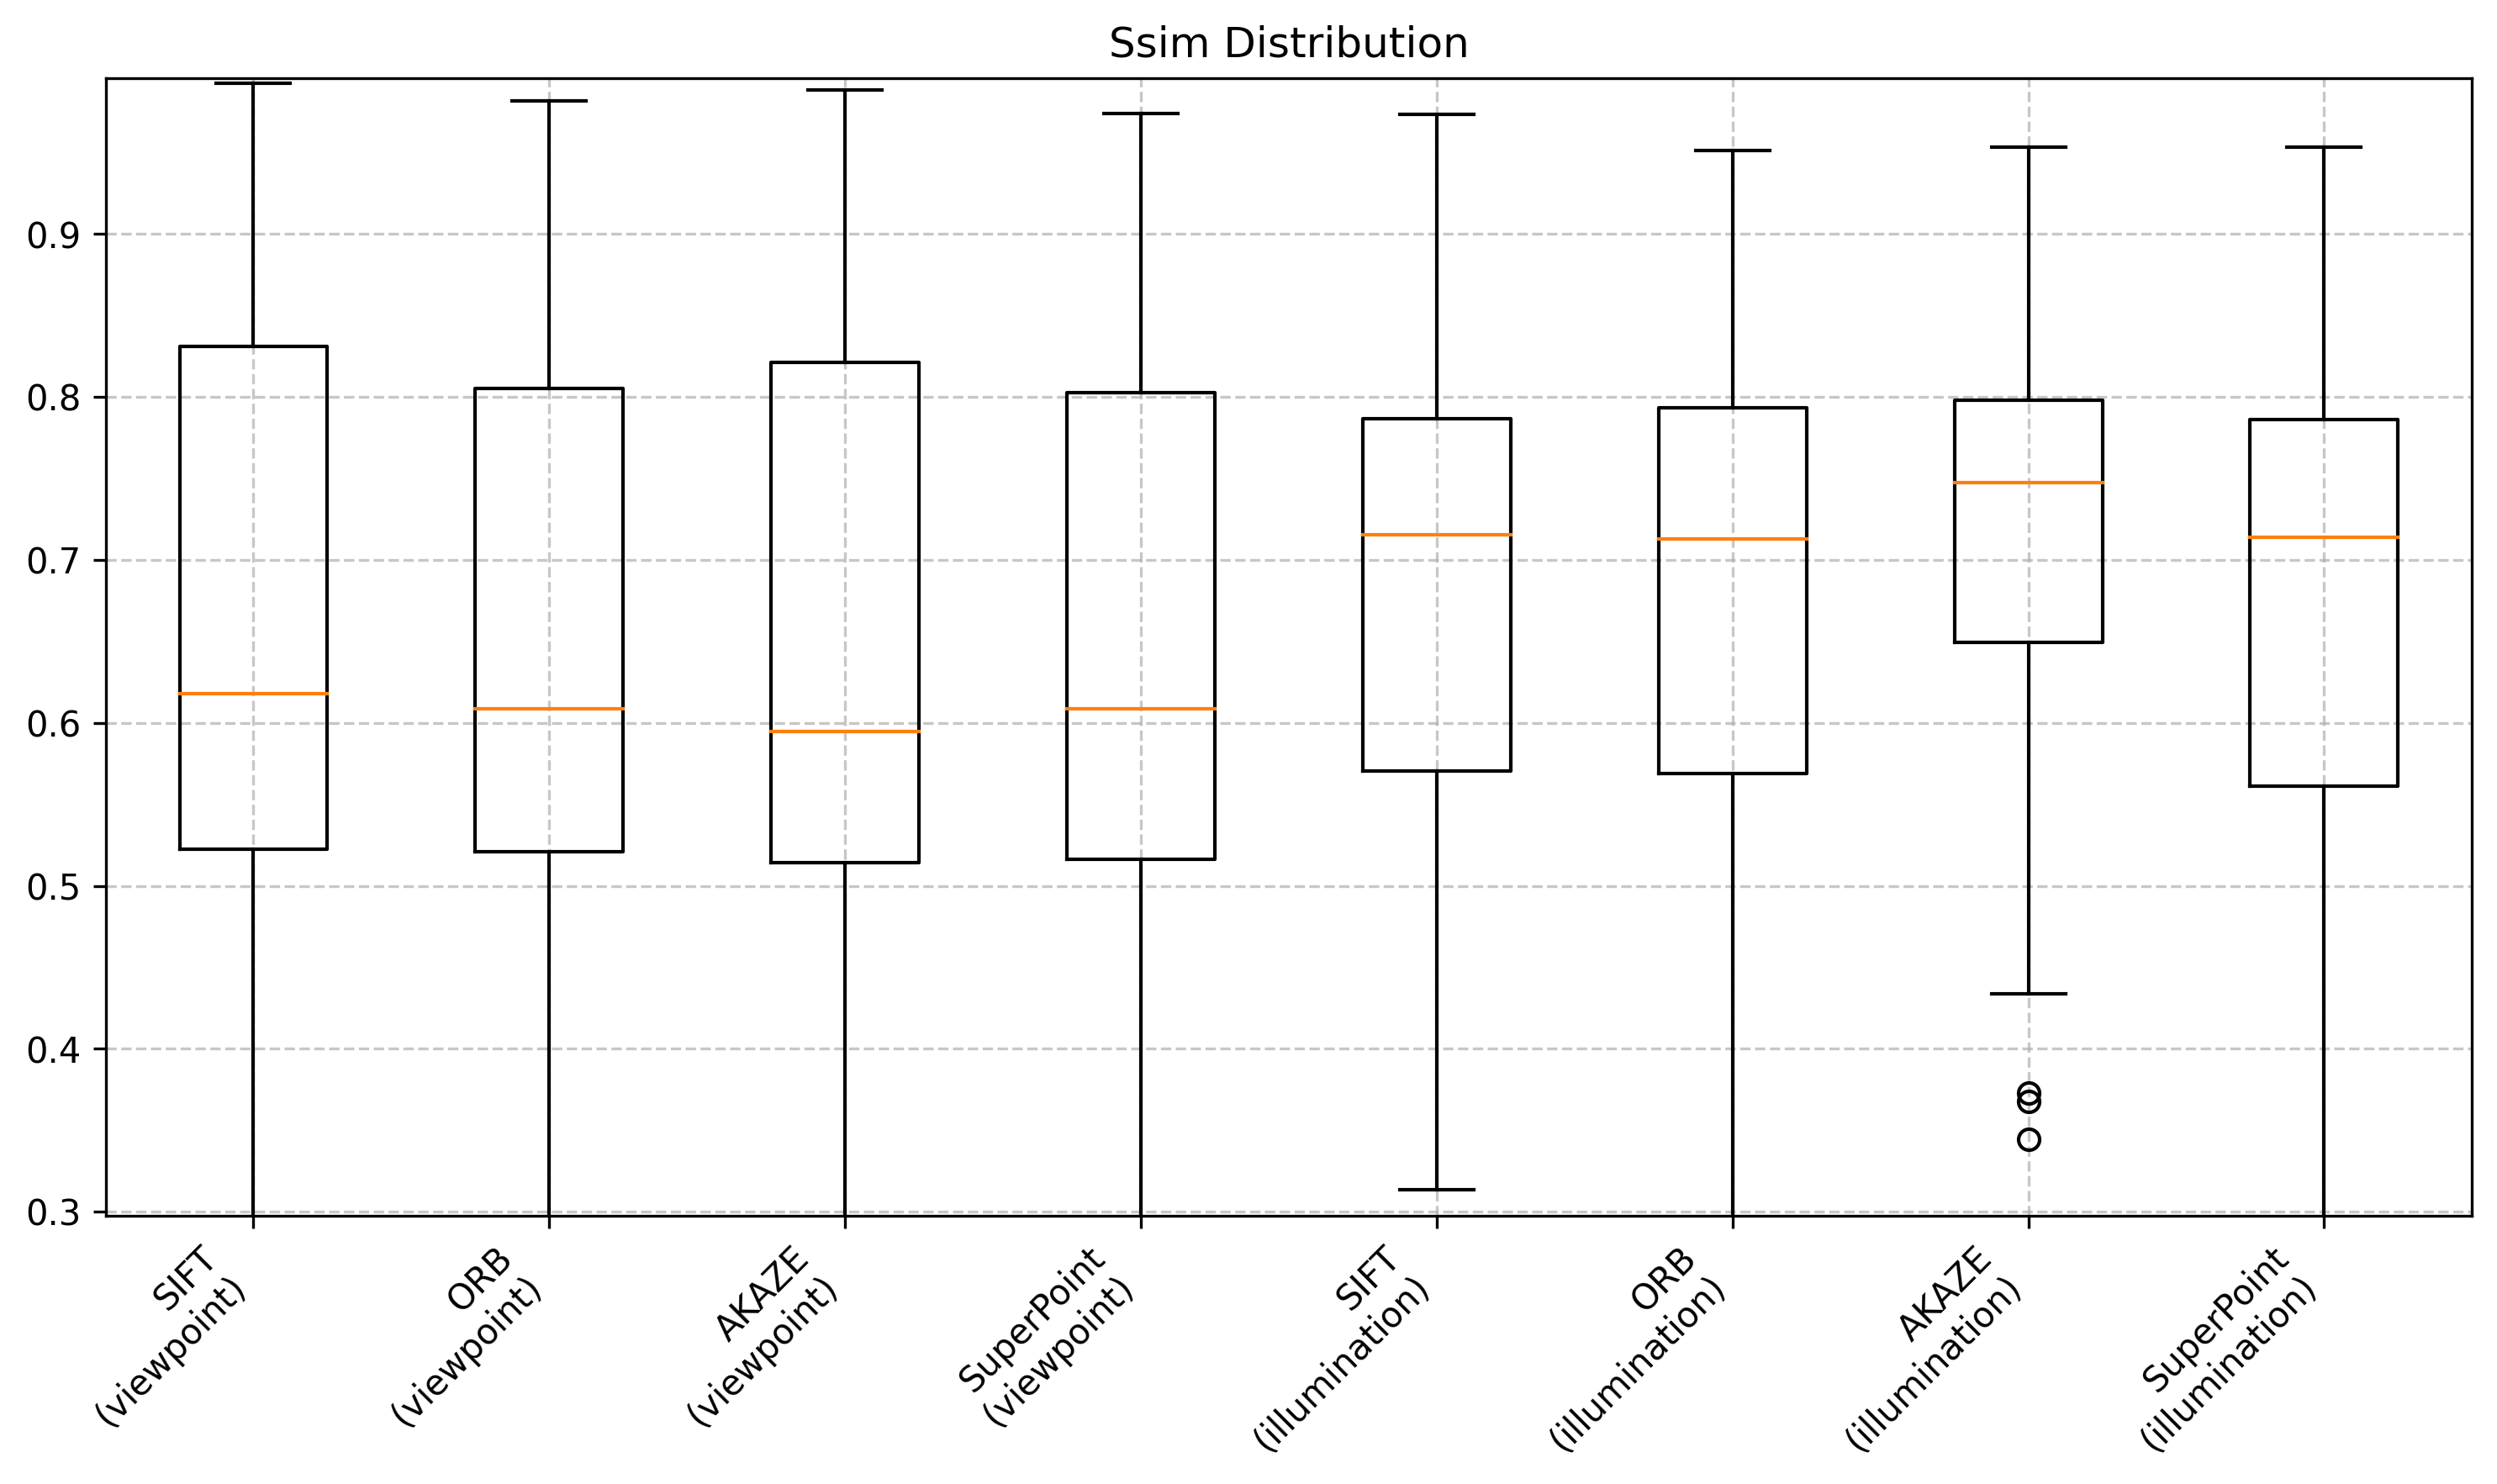 Ssim Distribution
0.9
0.8
0.7
0.6
0.5
0.4
0.3
SIFT
(viewpoint)
ORB
(viewpoint)
AKAZE
(viewpoint)
SuperPoint
(viewpoint)
SIFT
(illumination)
ORB
(illumination)
AKAZE
(illumination)
SuperPoint
(illumination)